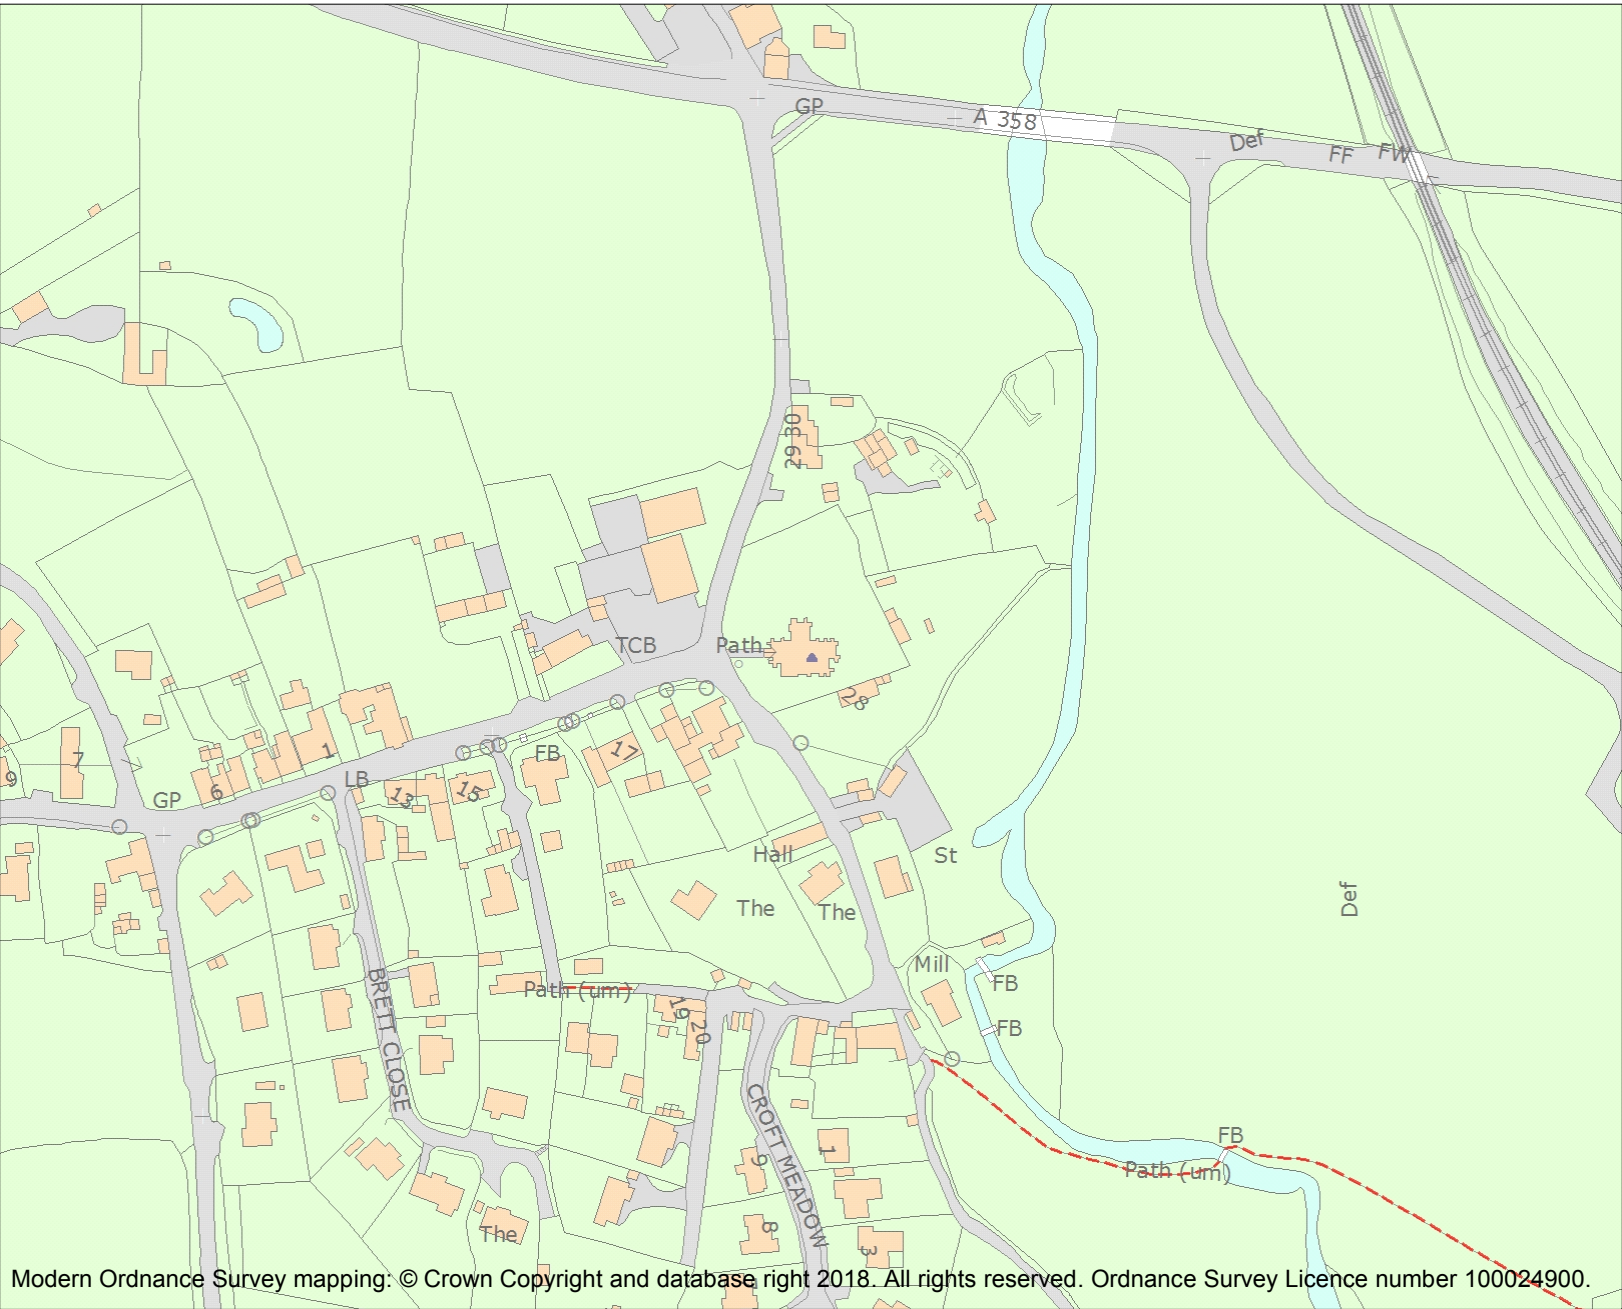 GP
A 358
Def
FF
FW
29 30
TCB
Path
28
FB
17
1
7
9
LB
GP
6
13
15
Hall
St
The
The
Def
Mill
BRETT CLOSE
FB
Path (um)
19
20
FB
CROFT MEADOW
FB
1
9
Path (um)
8
The
3
Modern Ordnance Survey mapping: © Crown Copyright and database right 2018. All rights reserved. Ordnance Survey Licence number 100024900.